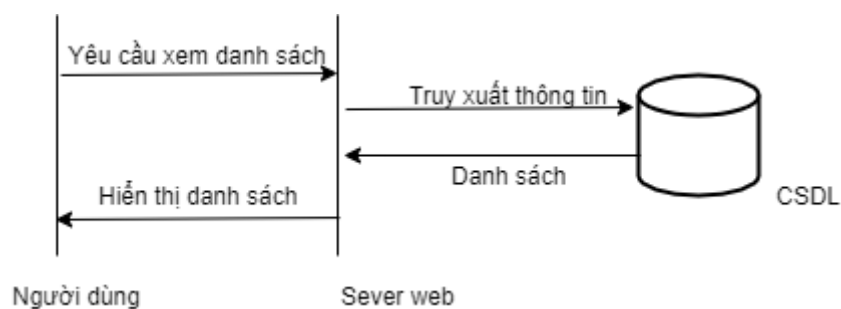 Yêu cầu xem danh sách
Truy xuất thông tin
Danh sách
Hiển thị danh sách
CSDL
Người dùng
Sever web